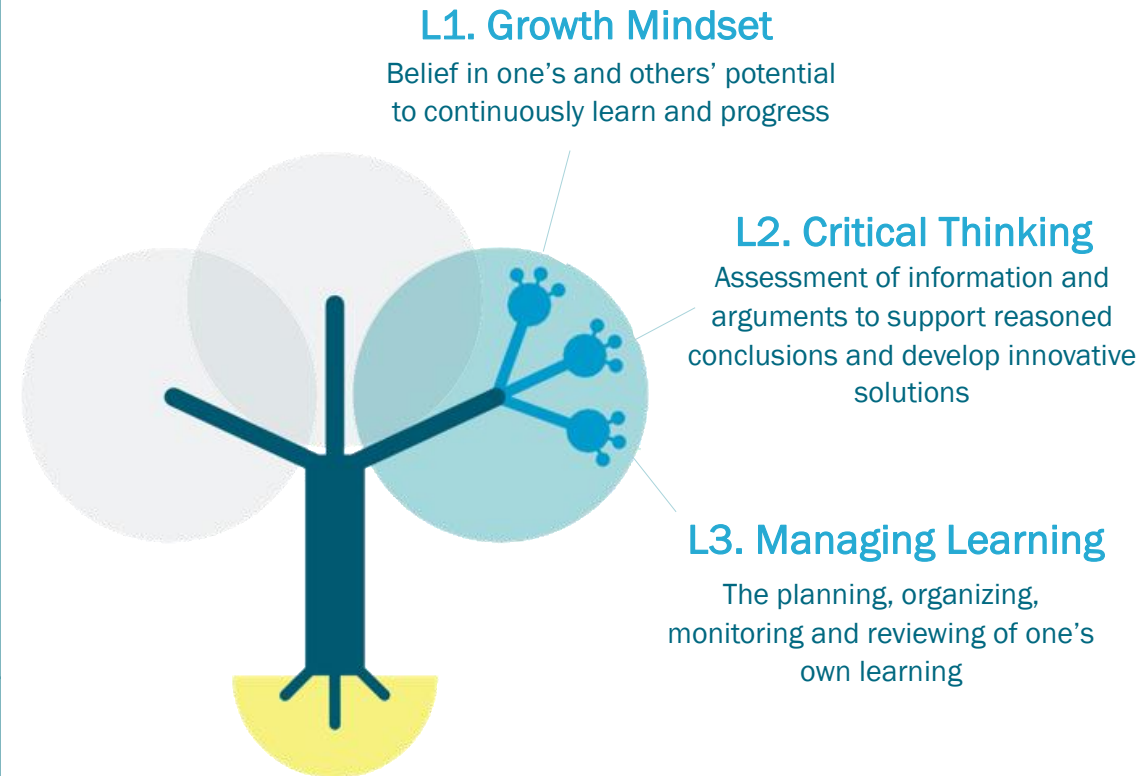 L1. Growth Mindset
Belief in one’s and others’ potential
to continuously learn and progress
L2. Critical Thinking
Assessment of information and
arguments to support reasoned
conclusions and develop innovative
solutions
L3. Managing Learning
The planning, organizing,
monitoring and reviewing of one’s
own learning